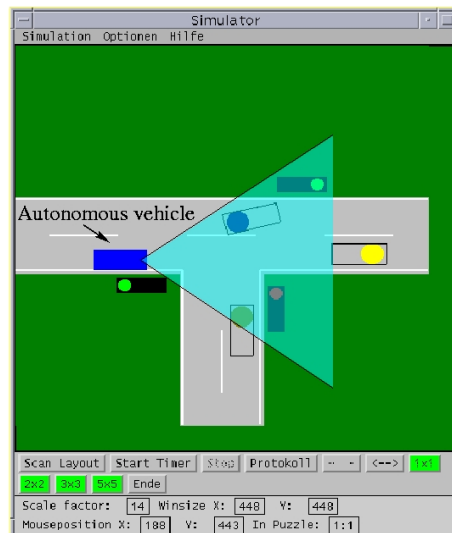 Simulator
Simulation Optionen Hilfe
Autonomous vehicle
Scan Layout Start Timer Stop Protokoll - - <--> 1x1
2x2 3x3 5x5 Ende
Scale factor: 14 Winsize X: 448 Y: 448
Mouseposition X: 188 Y: 443 In Puzzle: 1:1